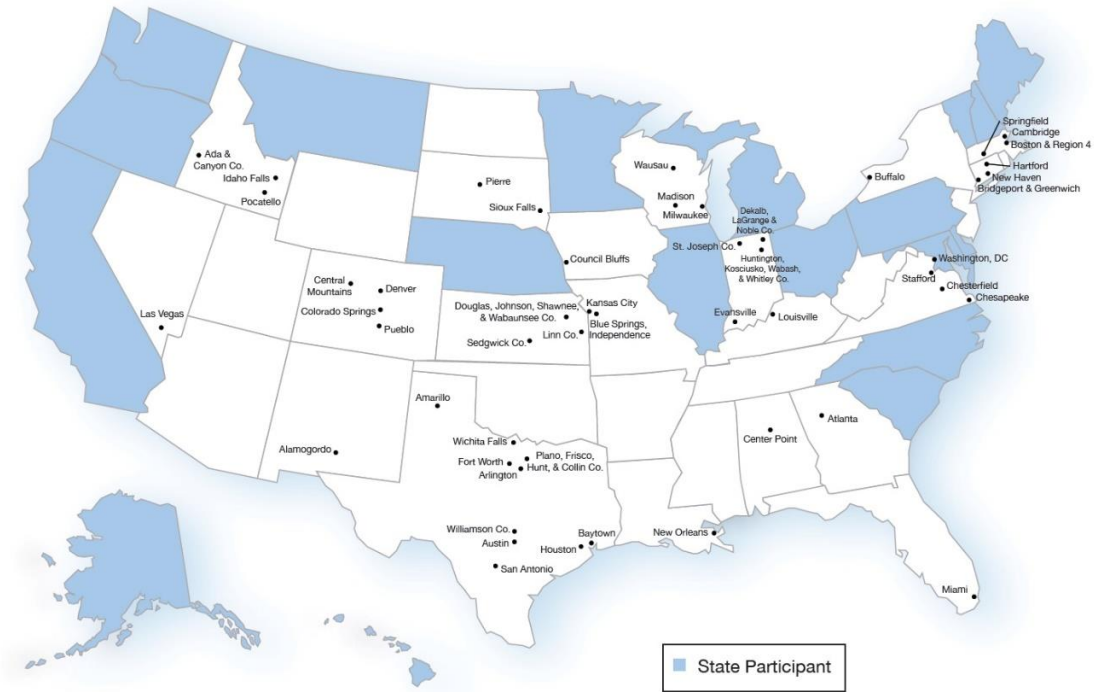 Springfield
Cambridge
Boston & Region 4
Hartford
New Haven
Bridgeport & Greenwich
Buffalo
Ada &
Canyon Co.
Idaho Falls
Pocatello
Pierre
Sioux Falls
Wausau
Madison
Milwaukee
Dekalb,
LaGrange &
Noble Co.
St. Joseph Co.
Huntington,
Kosciusko, Wabash,
& Whitley Co.
Council Bluffs
Washington, DC
Stafford
Chesterfield
Chesapeake
Central
Mountains
Denver
Colorado Springs
Pueblo
Las Vegas
Douglas, Johnson, Shawnee,
& Wabaunsee Co.
Linn Co.
Sedgwick Co.
Kansas City
Blue Springs,
Independence
Evansville
Louisville
Amarillo
Alamogordo
Wichita Falls
Fort Worth
Arlington
Plano, Frisco,
Hunt, & Collin Co.
Center Point
Atlanta
Williamson Co.
Austin
San Antonio
Houston
Baytown
New Orleans
Miami
State Participant